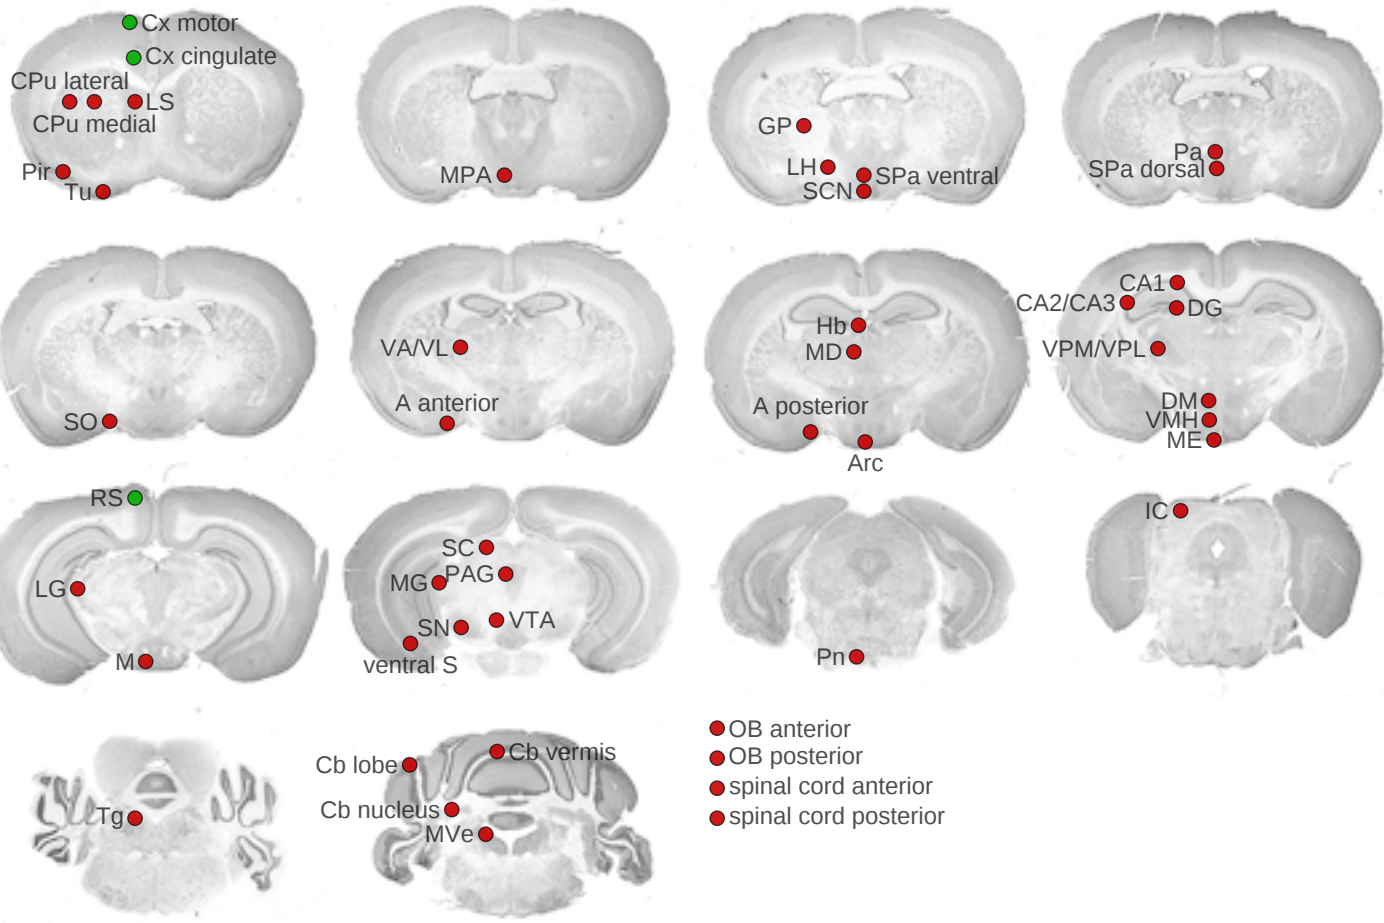 Cx motor
Cx cingulate
CPu lateral
LS
CPu medial
Pir
Tu
MPA
GP
LH
SPa ventral
SCN
Pa
SPa dorsal
SO
VA/VL
A anterior
Hb
MD
A posterior
Arc
CA1
CA2/CA3
DG
VPM/VPL
DM
VMH
ME
RS
LG
M
SC
MG
PAG
SN
VTA
ventral S
Pn
IC
Tg
Cb lobe
Cb vermis
Cb nucleus
MVe
OB anterior
OB posterior
spinal cord anterior
spinal cord posterior